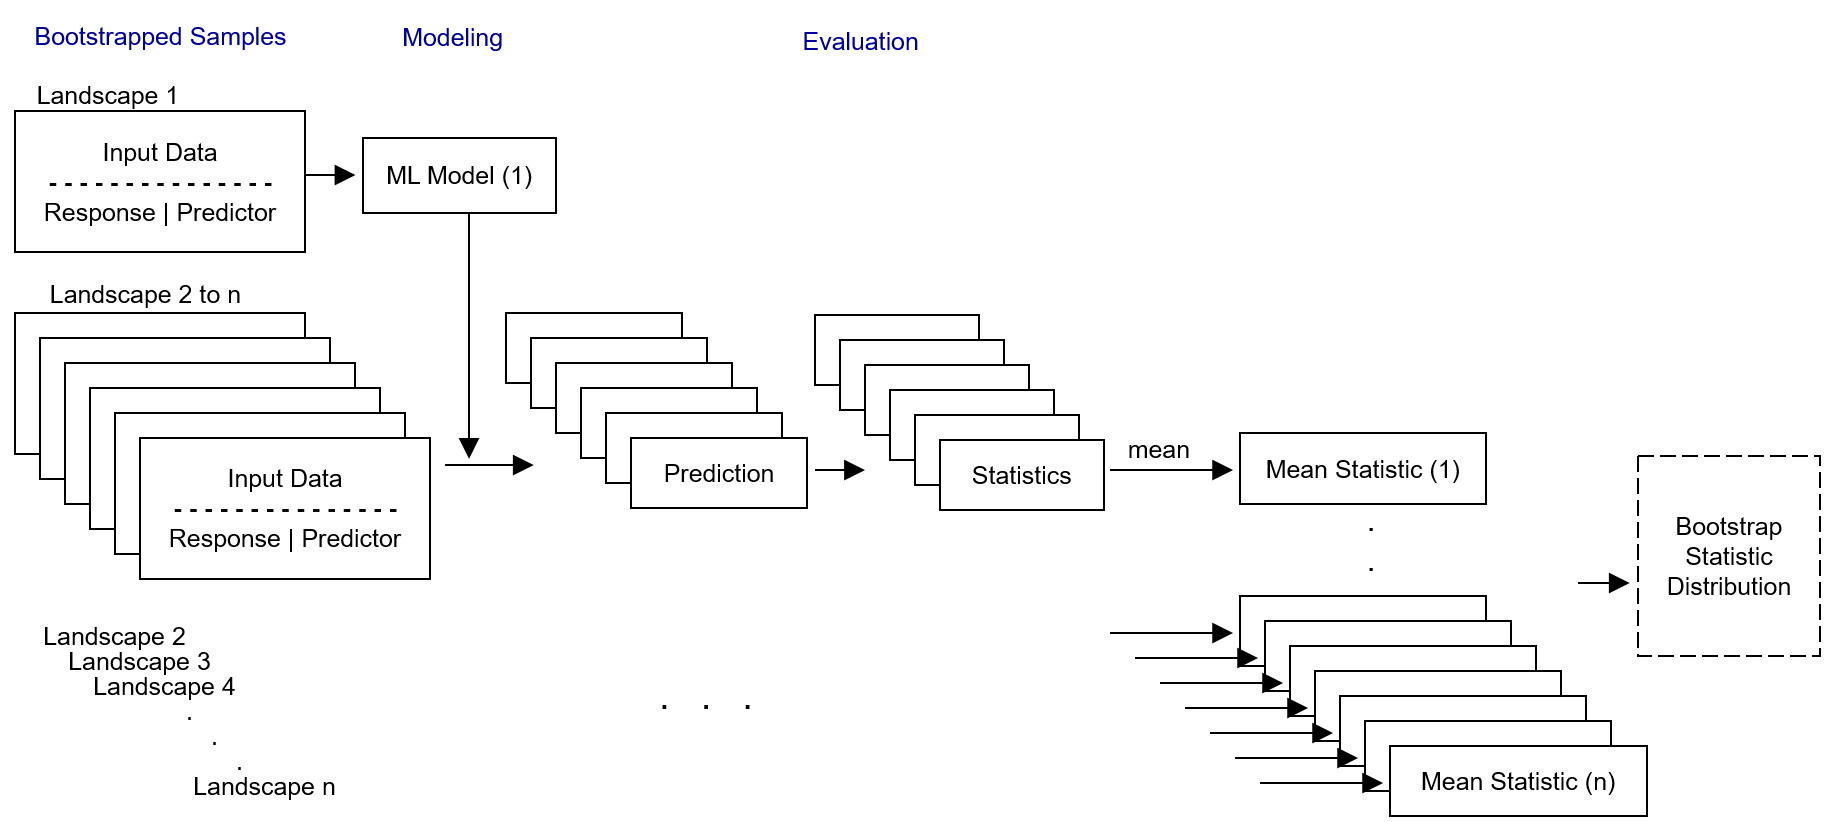 Bootstrapped Samples
Modeling
Evaluation
Landscape 1
Input Data
Response | Predictor
ML Model (1)
Landscape 2 to n
Input Data
Response | Predictor
Prediction
Statistics
mean
Mean Statistic (1)
.
.
Bootstrap
Statistic
Distribution
Landscape 2
Landscape 3
Landscape 4
.
.
.
Landscape n
. . .
Mean Statistic (n)